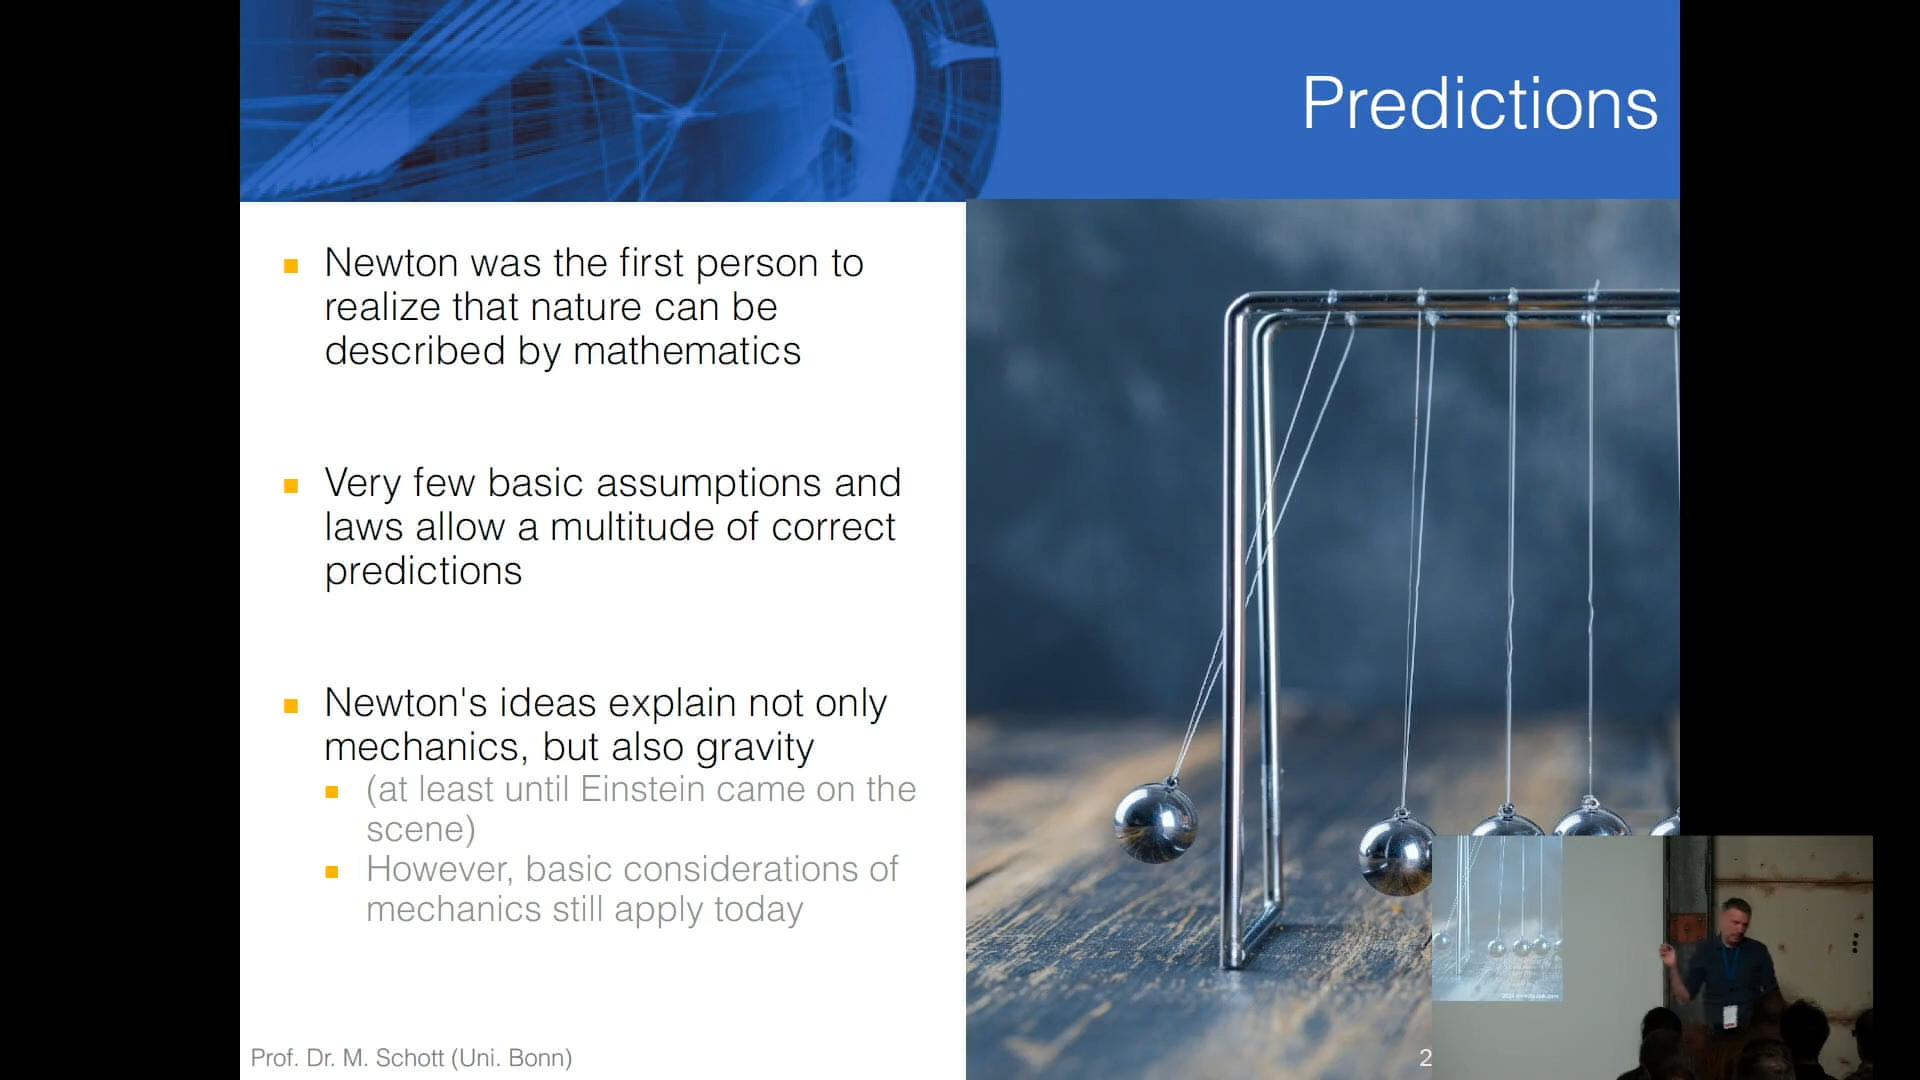 Predictions
Newton was the first person to
realize that nature can be
described by mathematics
Very few basic assumptions and
laws allow a multitude of correct
predictions
Newton's ideas explain not only
mechanics, but also gravity
(at least until Einstein came on the
scene)
However, basic considerations of
mechanics still apply today
Prof. Dr. M. Schott (Uni. Bonn)
2